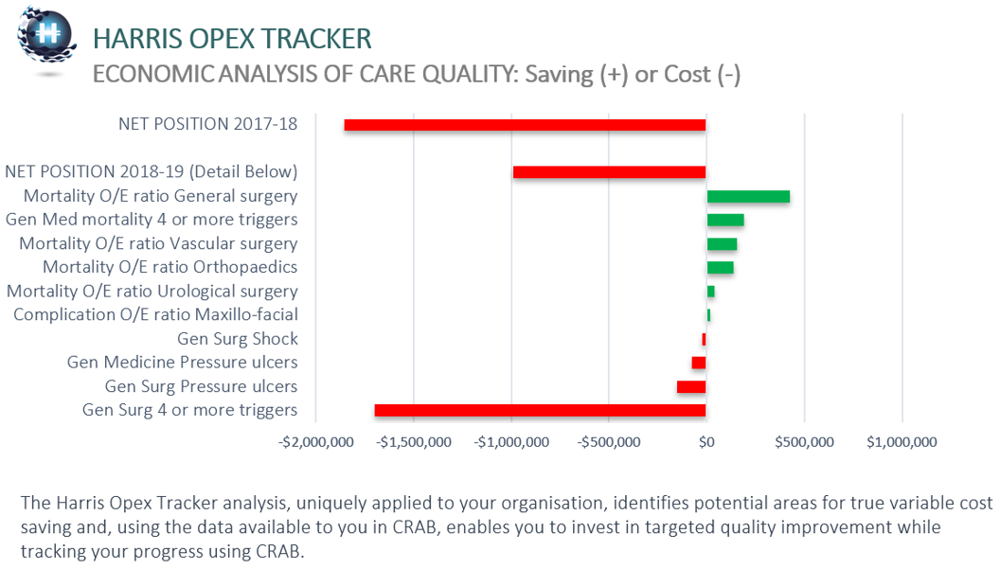 H
HARRIS OPEX TRACKER
ECONOMIC ANALYSIS OF CARE QUALITY: Saving (+) or Cost (-)
NET POSITION 2017-18
NET POSITION 2018-19 (Detail Below)
Mortality O/E ratio General surgery
Gen Med mortality 4 or more triggers
Mortality O/E ratio Vascular surgery
Mortality O/E ratio Orthopaedics
Mortality O/E ratio Urological surgery
Complication O/E ratio Maxillo-facial
Gen Surg Shock
Gen Medicine Pressure ulcers
Gen Surg Pressure ulcers
Gen Surg 4 or more triggers
-$2,000,000 -$1,500,000 -$1,000,000 -$500,000 $0 $500,000 $1,000,000
The Harris Opex Tracker analysis, uniquely applied to your organisation, identifies potential areas for true variable cost
saving and, using the data available to you in CRAB, enables you to invest in targeted quality improvement while
tracking your progress using CRAB.